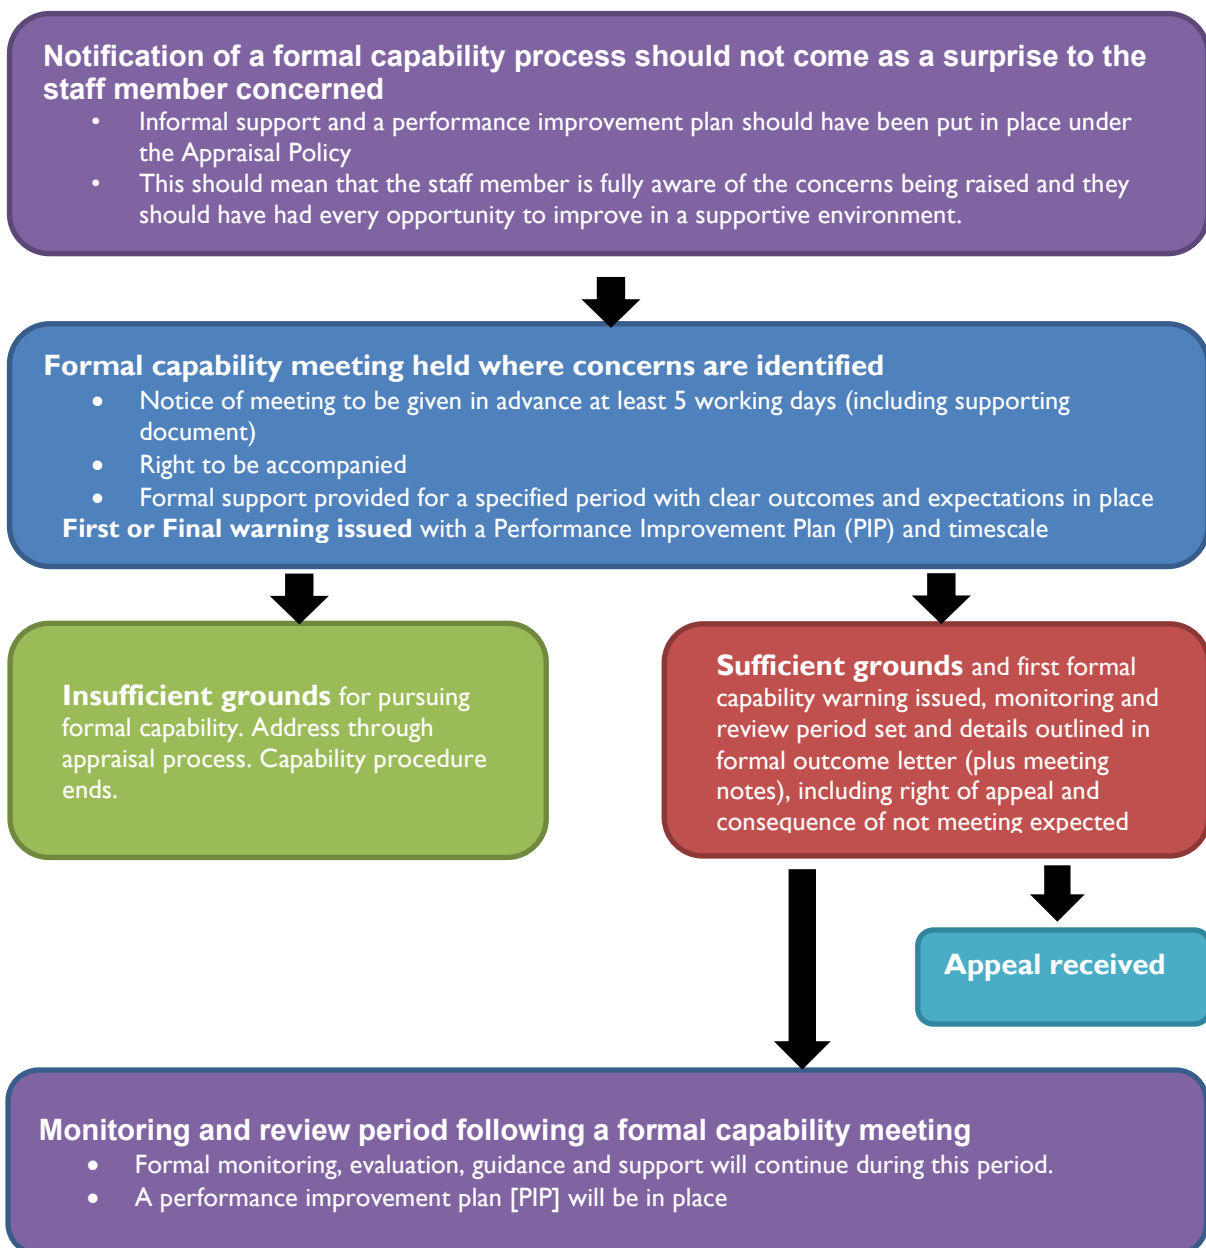 Notification of a formal capability process should not come as a surprise to the
staff member concerned
• Informal support and a performance improvement plan should have been put in place under
the Appraisal Policy
• This should mean that the staff member is fully aware of the concerns being raised and they
should have had every opportunity to improve in a supportive environment.
Formal capability meeting held where concerns are identified
• Notice of meeting to be given in advance at least 5 working days (including supporting
document)
• Right to be accompanied
• Formal support provided for a specified period with clear outcomes and expectations in place
First or Final warning issued with a Performance Improvement Plan (PIP) and timescale
Insufficient grounds for pursuing
formal capability. Address through
appraisal process. Capability procedure
ends.
Sufficient grounds and first formal
capability warning issued, monitoring and
review period set and details outlined in
formal outcome letter (plus meeting
notes), including right of appeal and
consequence of not meeting expected
Appeal received
Monitoring and review period following a formal capability meeting
• Formal monitoring, evaluation, guidance and support will continue during this period.
• A performance improvement plan [PIP] will be in place